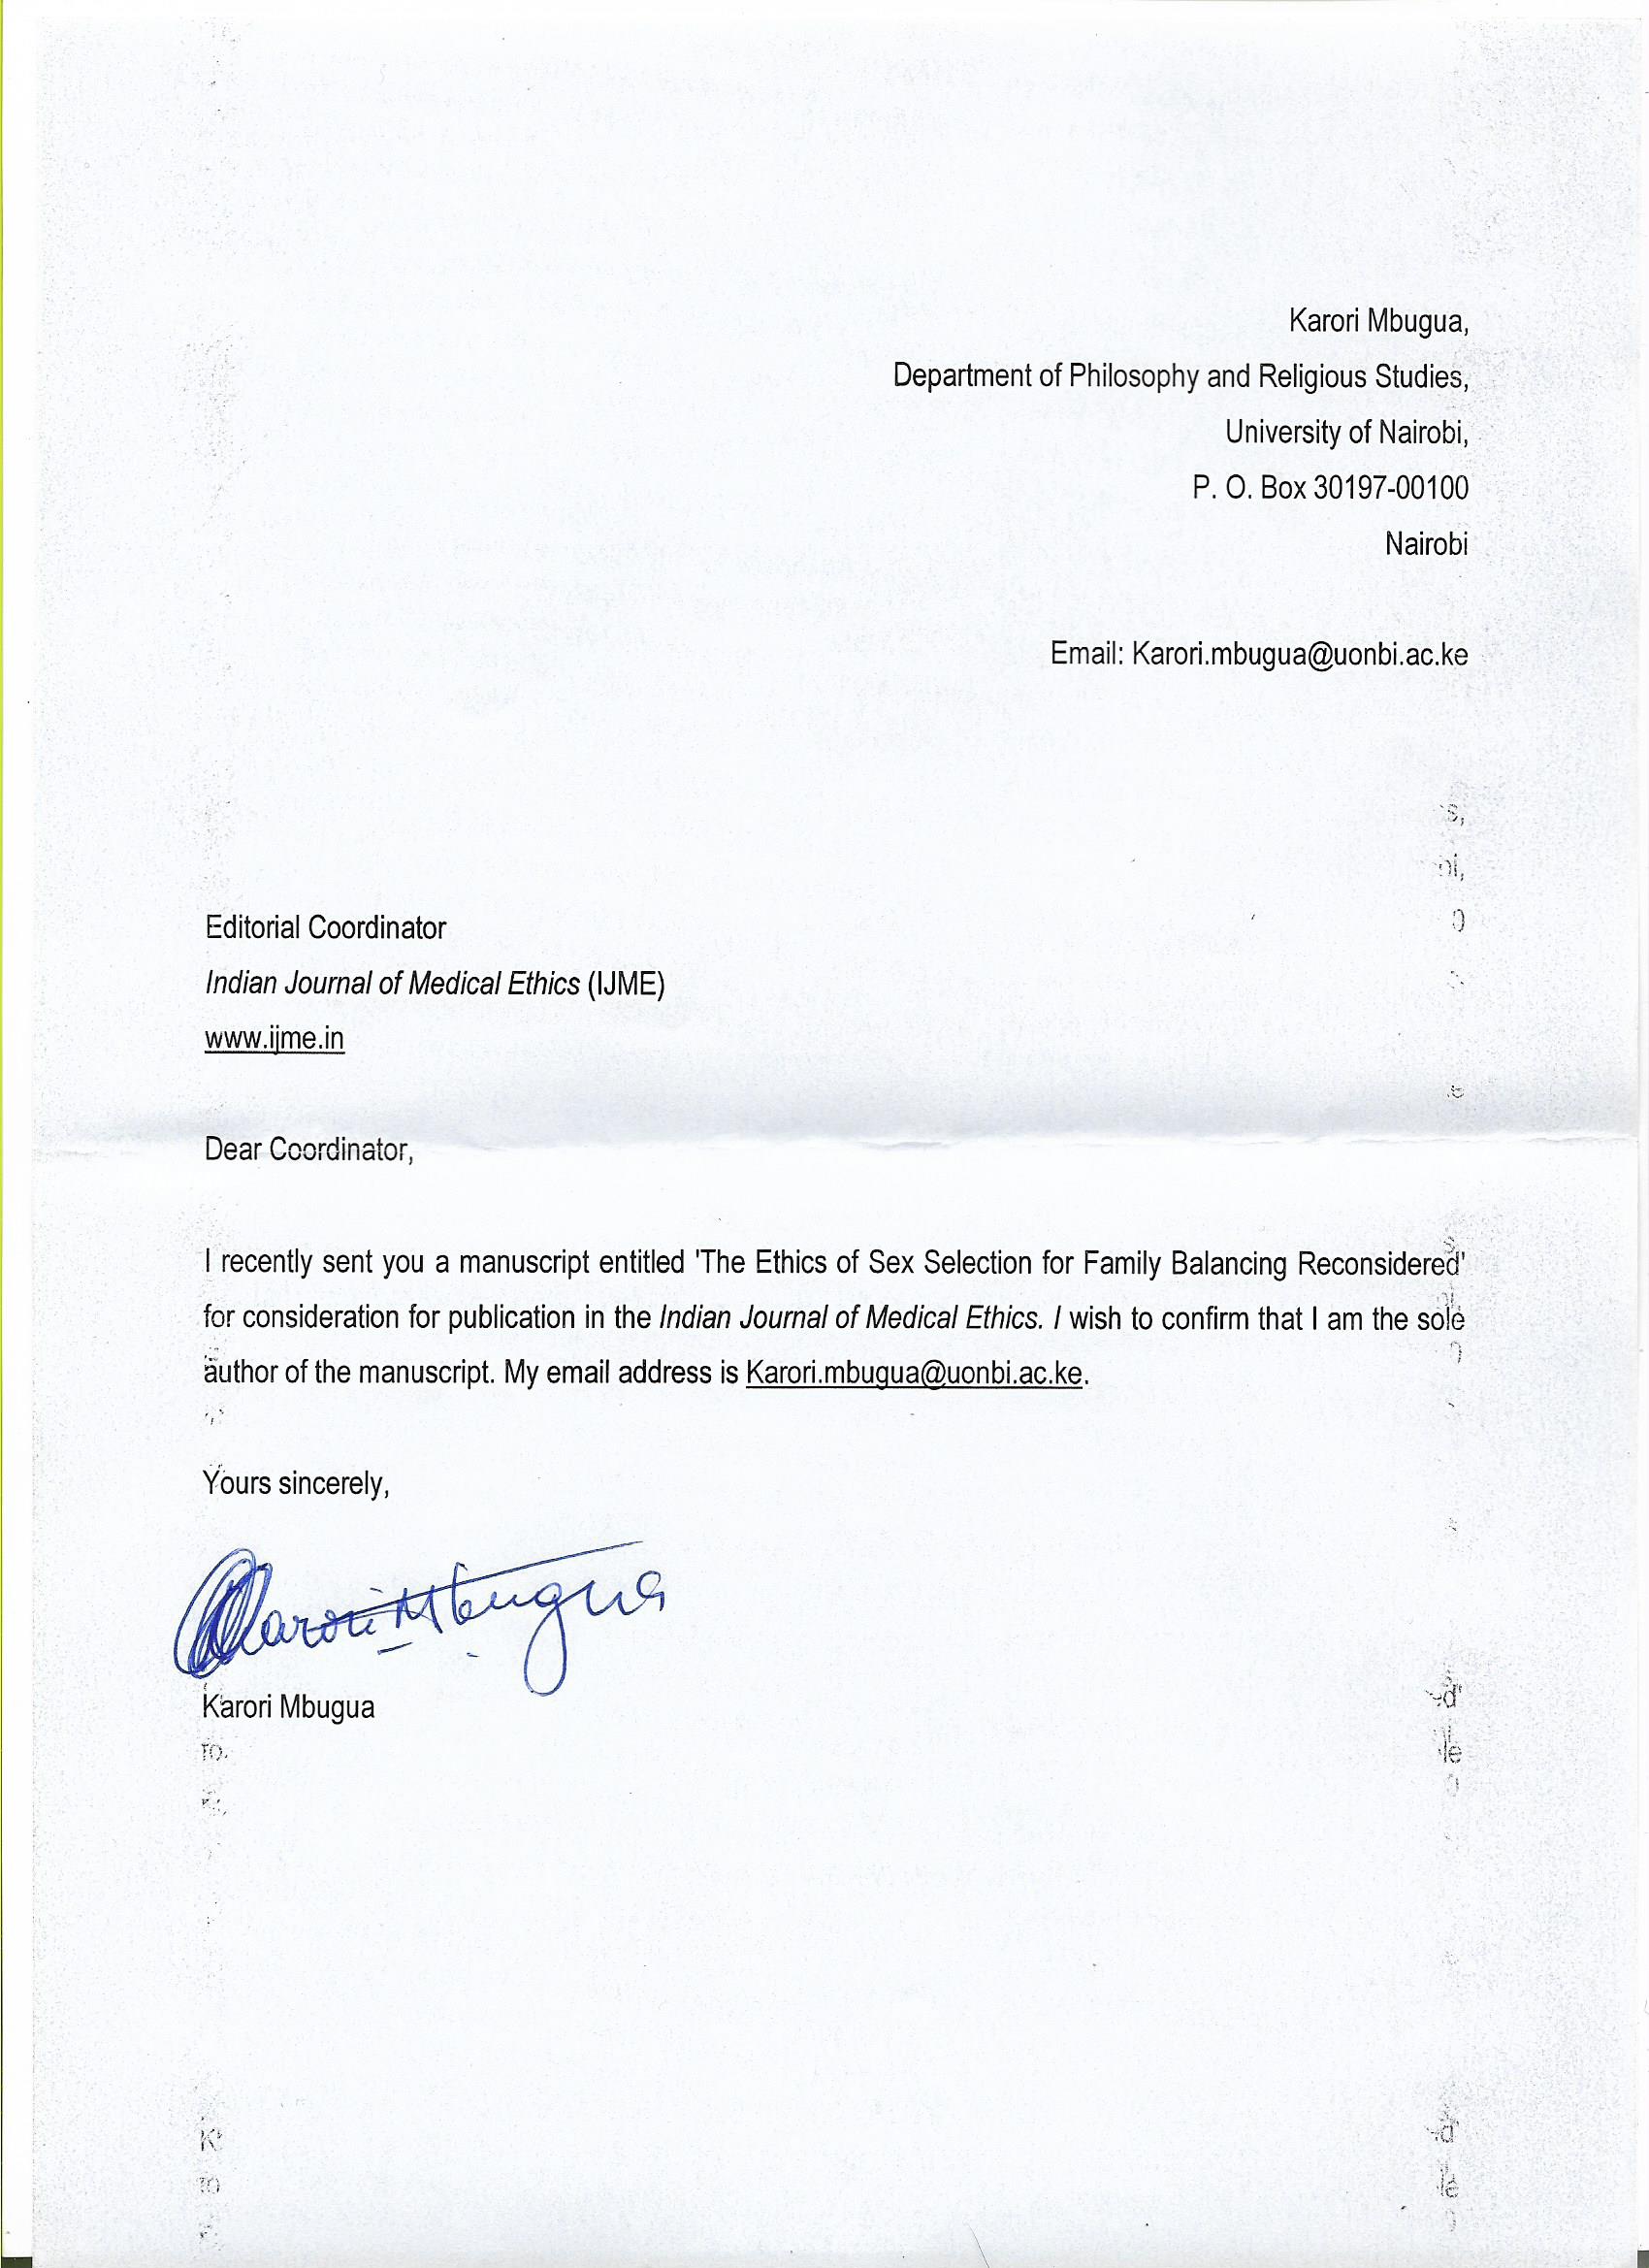 Karori Mbugua,
Department of Philosophy and Religious Studies,
University of Nairobi,
P. O. Box 30197-00100
Nairobi
Email: Karori.mbugua@uonbi.ac.ke
Editorial Coordinator
Indian Journal of Medical Ethics (IJME)
www.ijme.in
Dear Coordinator,
I recently sent you a manuscript entitled 'The Ethics of Sex Selection for Family Balancing Reconsidered'
for consideration for publication in the Indian Journal of Medical Ethics. I wish to confirm that I am the sole
author of the manuscript. My email address is Karori.mbugua@uonbi.ac.ke.
Yours sincerely,
Karori Mbugua
Karori Mbugua